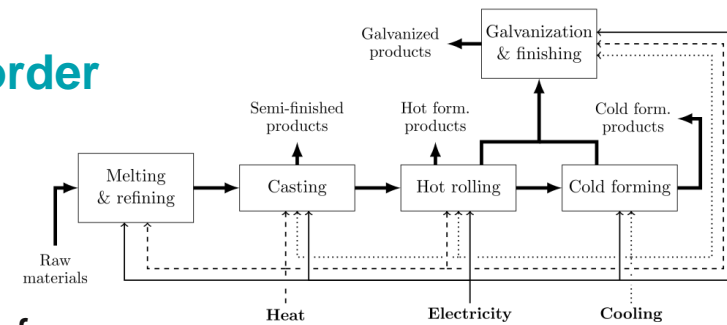 order
Galvanized
products
Galvanization
& finishing
Semi-finished
products
Hot form.
products
Cold form.
products
Melting
& refining
Casting
Hot rolling
Cold forming
Raw
materials
Heat
Electricity
Cooling